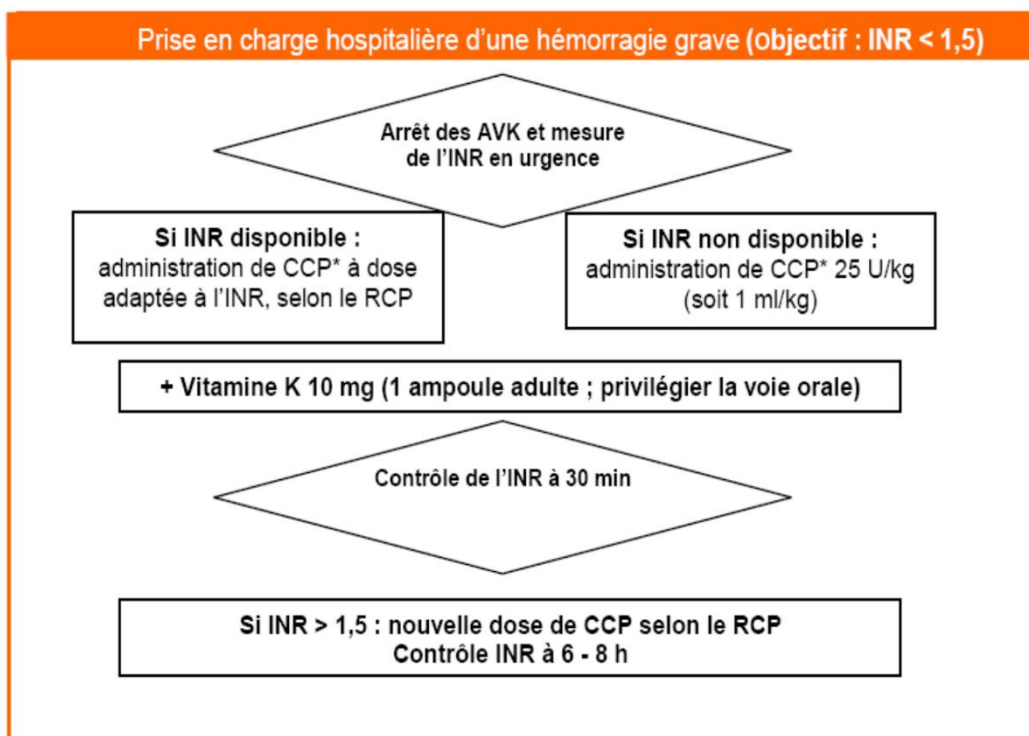 Prise en charge hospitalière d'une hémorragie grave (Objectif : INR < 1,5)
Arrêt des AVK et mesure
de l'INR en urgence
Si INR disponible :
administration de CCP* à dose
adaptée à l'INR, selon le RCP
Si INR non disponible :
administration de CCP* 25 U/kg
(soit 1 ml/kg)
+ Vitamine K 10 mg (1 ampoule adulte ; privilégier la voie orale)
Contrôle de l'INR à 30 min
Si INR > 1,5 : nouvelle dose de CCP selon le RCP
Contrôle INR à 6 - 8 h